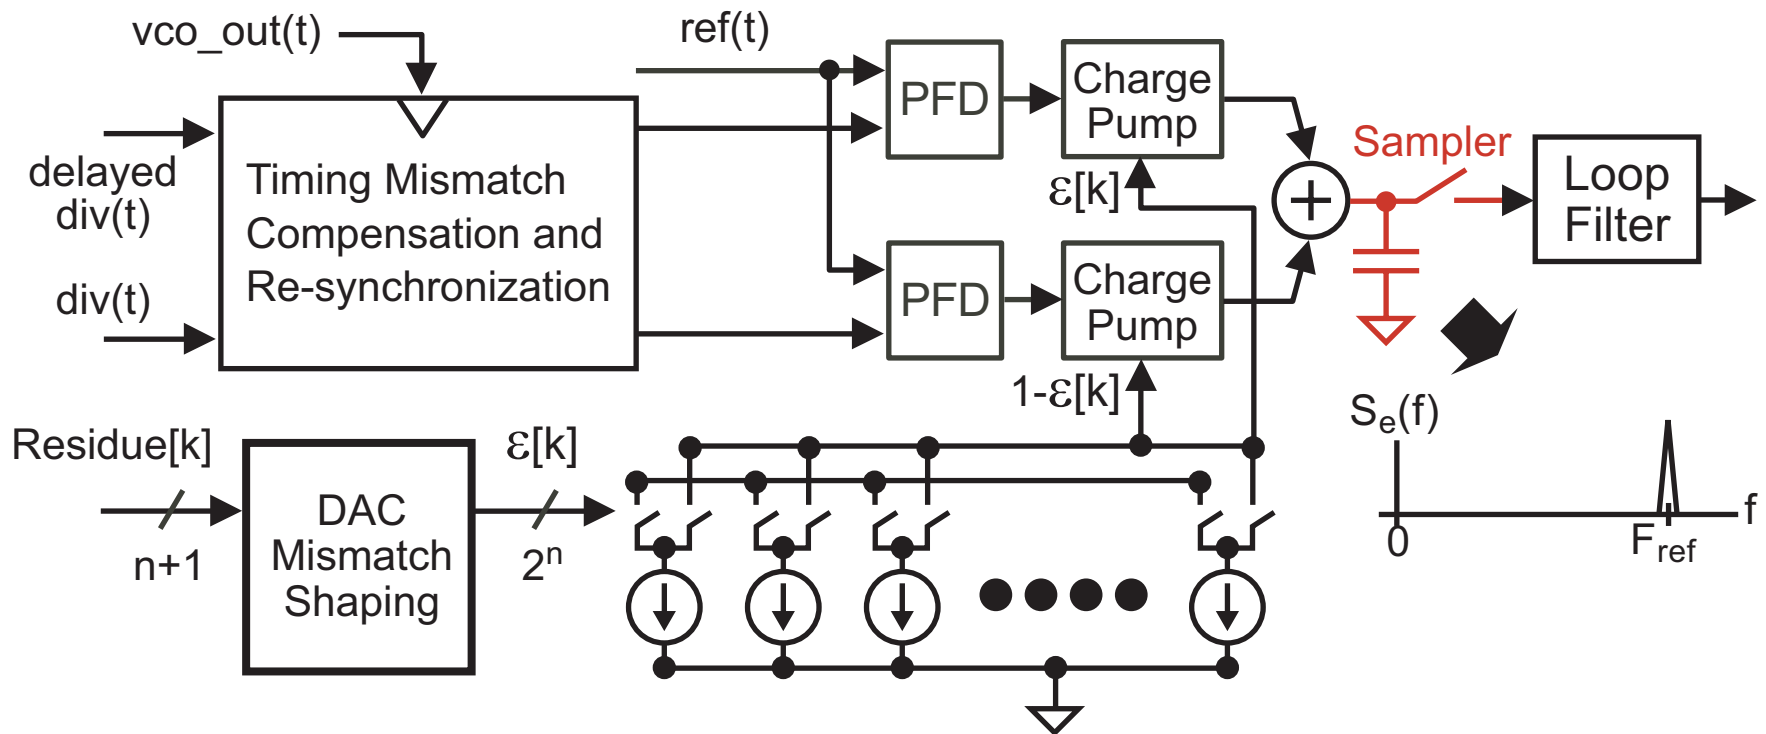 vco_out(t)
ref(t)
delayed
div(t)
div(t)
Timing Mismatch
Compensation and
Re-synchronization
PFD
Charge
Pump
ε[k]
PFD
Charge
Pump
1-ε[k]
+
Sampler
Loop
Filter
Residue[k]
n+1
DAC
Mismatch
Shaping
ε[k]
2ⁿ
Sₑ(f)
0
F_ref
f